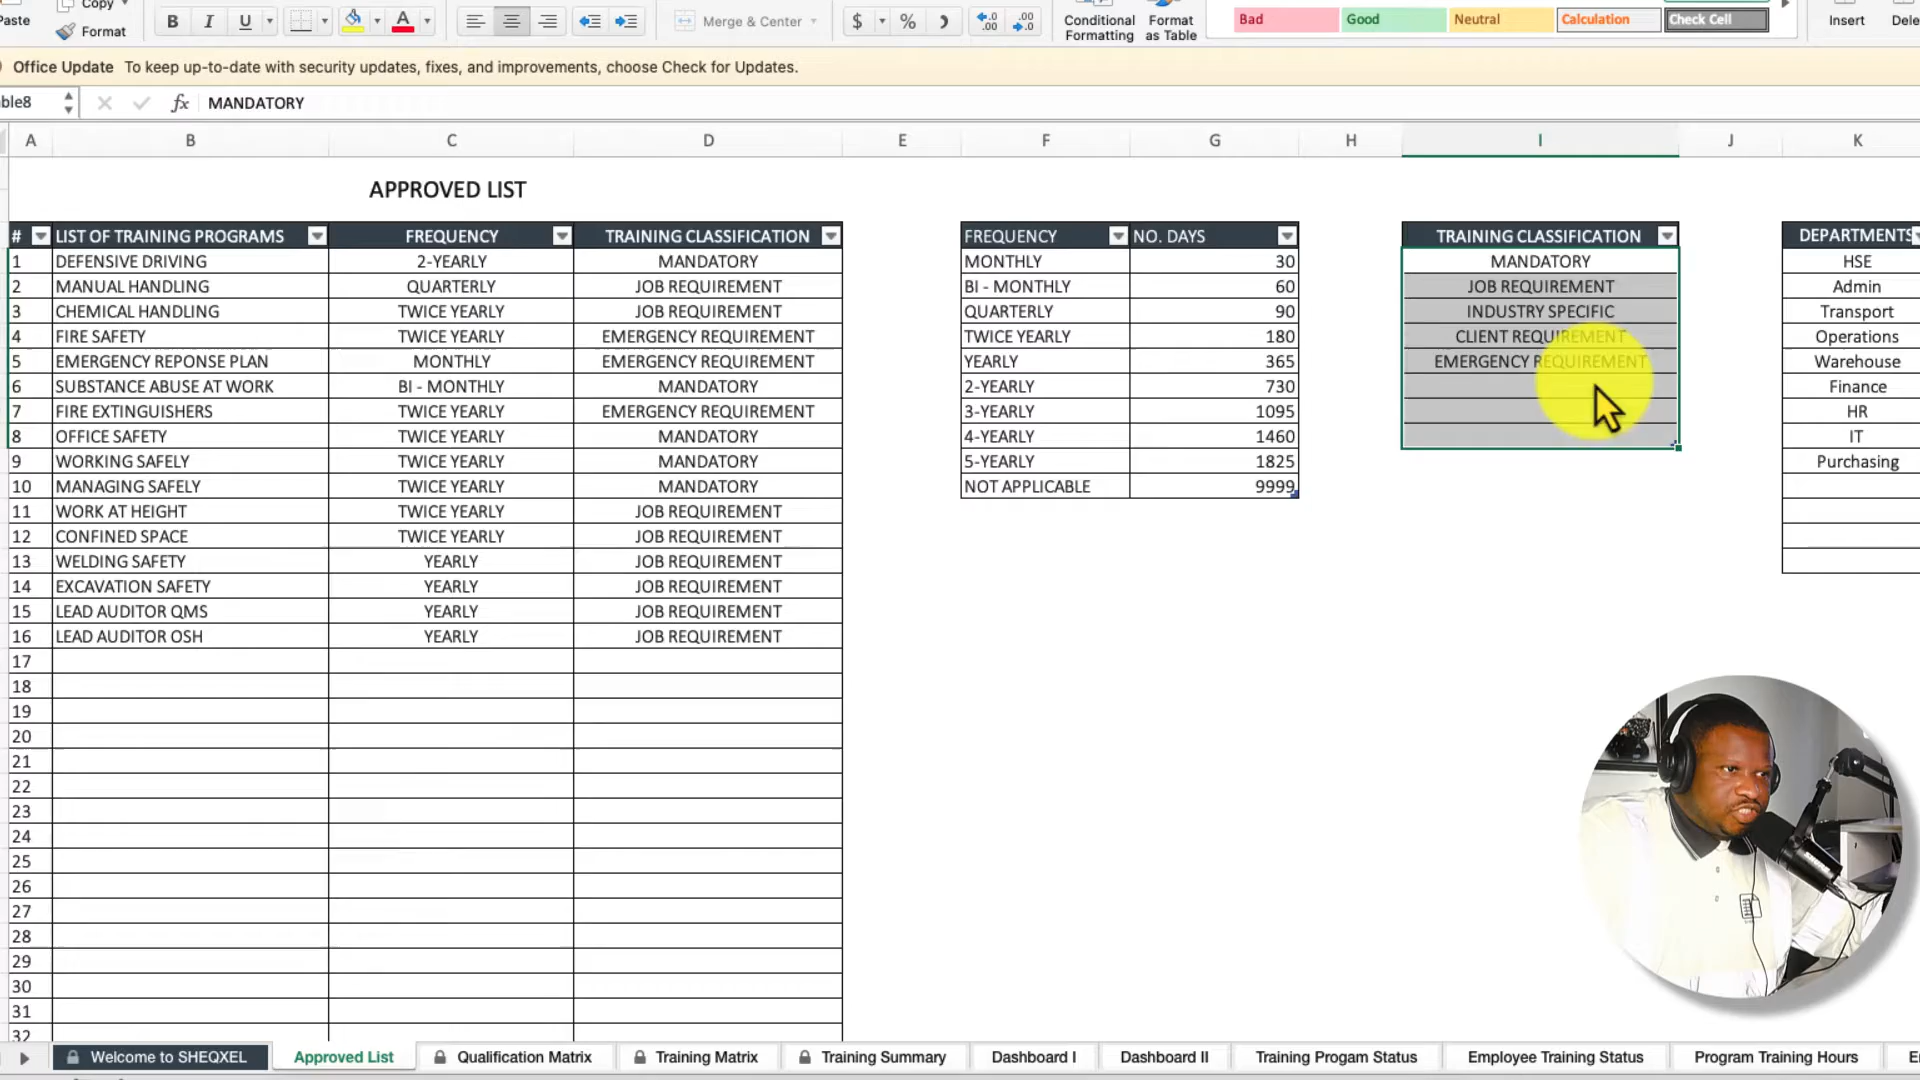 Paste
Copy
Format
B I U A
Merge & Center
$ %
Conditional Formatting
Format as Table
Bad Good Neutral Calculation Check Cell
Insert
Office Update To keep up-to-date with security updates, fixes, and improvements, choose Check for Updates.
ble8 fx MANDATORY
A B C D E F G H I J K
APPROVED LIST
# LIST OF TRAINING PROGRAMS FREQUENCY TRAINING CLASSIFICATION
1 DEFENSIVE DRIVING 2-YEARLY MANDATORY
2 MANUAL HANDLING QUARTERLY JOB REQUIREMENT
3 CHEMICAL HANDLING TWICE YEARLY JOB REQUIREMENT
4 FIRE SAFETY TWICE YEARLY EMERGENCY REQUIREMENT
5 EMERGENCY REPONSE PLAN MONTHLY EMERGENCY REQUIREMENT
6 SUBSTANCE ABUSE AT WORK BI - MONTHLY MANDATORY
7 FIRE EXTINGUISHERS TWICE YEARLY EMERGENCY REQUIREMENT
8 OFFICE SAFETY TWICE YEARLY MANDATORY
9 WORKING SAFELY TWICE YEARLY MANDATORY
10 MANAGING SAFELY TWICE YEARLY MANDATORY
11 WORK AT HEIGHT TWICE YEARLY JOB REQUIREMENT
12 CONFINED SPACE TWICE YEARLY JOB REQUIREMENT
13 WELDING SAFETY YEARLY JOB REQUIREMENT
14 EXCAVATION SAFETY YEARLY JOB REQUIREMENT
15 LEAD AUDITOR QMS YEARLY JOB REQUIREMENT
16 LEAD AUDITOR OSH YEARLY JOB REQUIREMENT
17
18
19
20
21
22
23
24
25
26
27
28
29
30
31
32
FREQUENCY NO. DAYS
MONTHLY 30
BI - MONTHLY 60
QUARTERLY 90
TWICE YEARLY 180
YEARLY 365
2-YEARLY 730
3-YEARLY 1095
4-YEARLY 1460
5-YEARLY 1825
NOT APPLICABLE 9999
TRAINING CLASSIFICATION
MANDATORY
JOB REQUIREMENT
INDUSTRY SPECIFIC
CLIENT REQUIREMENT
EMERGENCY REQUIREMENT
DEPARTMENTS
HSE
Admin
Transport
Operations
Warehouse
Finance
HR
IT
Purchasing
Welcome to SHEQXEL Approved List Qualification Matrix Training Matrix Training Summary Dashboard I Dashboard II Training Progam Status Employee Training Status Program Training Hours